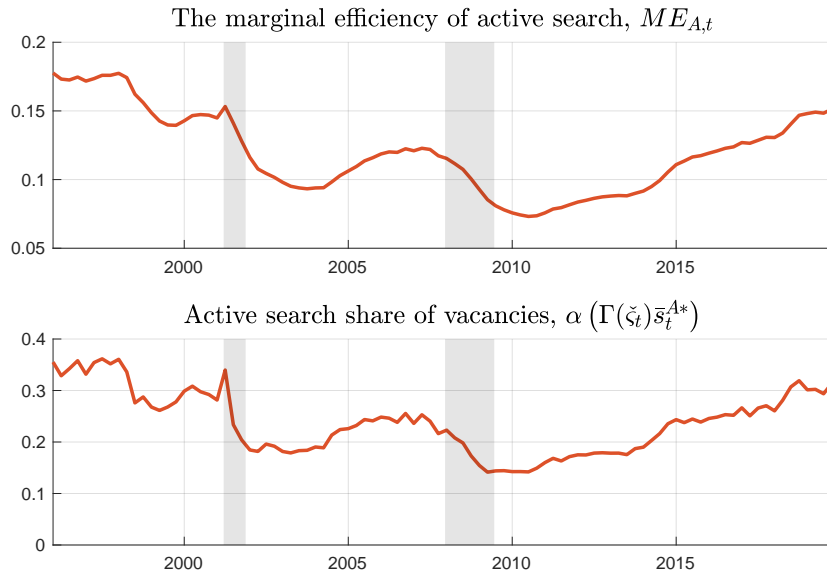 The marginal efficiency of active search, $ME_{A,t}$
0.2
0.15
0.1
0.05
2000 2005 2010 2015
Active search share of vacancies, $\alpha\left(\Gamma(\check{\varsigma}_t)\bar{s}_t^{A*}\right)$
0.4
0.3
0.2
0.1
0
2000 2005 2010 2015